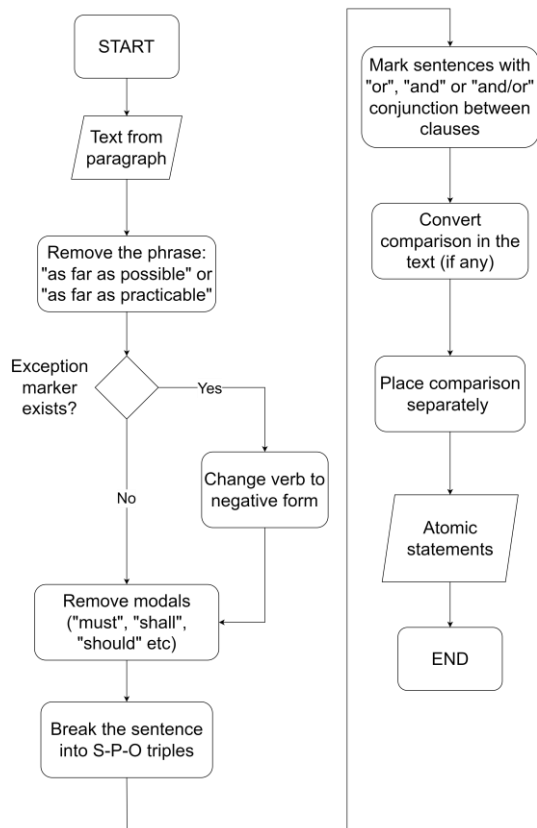 START
Text from
paragraph
Remove the phrase:
"as far as possible" or
"as far as practicable"
Exception
marker
exists?
Yes
Change verb to
negative form
No
Remove modals
("must", "shall",
"should" etc)
Break the sentence
into S-P-O triples
Mark sentences with
"or", "and" or "and/or"
conjunction between
clauses
Convert
comparison in the
text (if any)
Place comparison
separately
Atomic
statements
END